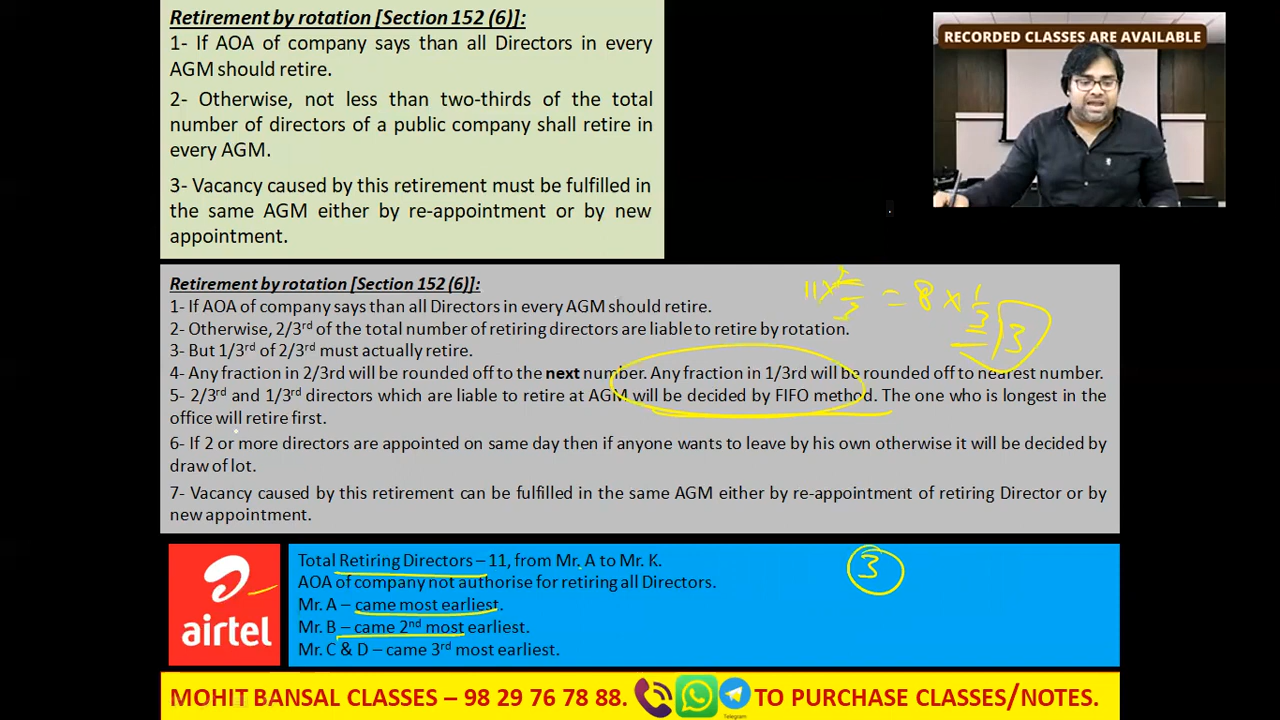 Retirement by rotation [Section 152 (6)]:
1- If AOA of company says than all Directors in every
AGM should retire.
2- Otherwise, not less than two-thirds of the total
number of directors of a public company shall retire in
every AGM.
3- Vacancy caused by this retirement must be fulfilled in
the same AGM either by re-appointment or by new
appointment.
RECORDED CLASSES ARE AVAILABLE
Retirement by rotation [Section 152 (6)]:
1- If AOA of company says than all Directors in every AGM should retire.
2- Otherwise, 2/3rd of the total number of retiring directors are liable to retire by rotation.
3- But 1/3rd of 2/3rd must actually retire.
4- Any fraction in 2/3rd will be rounded off to the next number. Any fraction in 1/3rd will be rounded off to nearest number.
5- 2/3rd and 1/3rd directors which are liable to retire at AGM will be decided by FIFO method. The one who is longest in the
office will retire first.
6- If 2 or more directors are appointed on same day then if anyone wants to leave by his own otherwise it will be decided by
draw of lot.
7- Vacancy caused by this retirement can be fulfilled in the same AGM either by re-appointment of retiring Director or by
new appointment.
11 x 2/3 = 8 x 1/3 3
airtel
Total Retiring Directors – 11, from Mr. A to Mr. K.
AOA of company not authorise for retiring all Directors.
Mr. A – came most earliest.
Mr. B – came 2nd most earliest.
Mr. C & D – came 3rd most earliest.
3
MOHIT BANSAL CLASSES – 98 29 76 78 88. TO PURCHASE CLASSES/NOTES.
Telegram